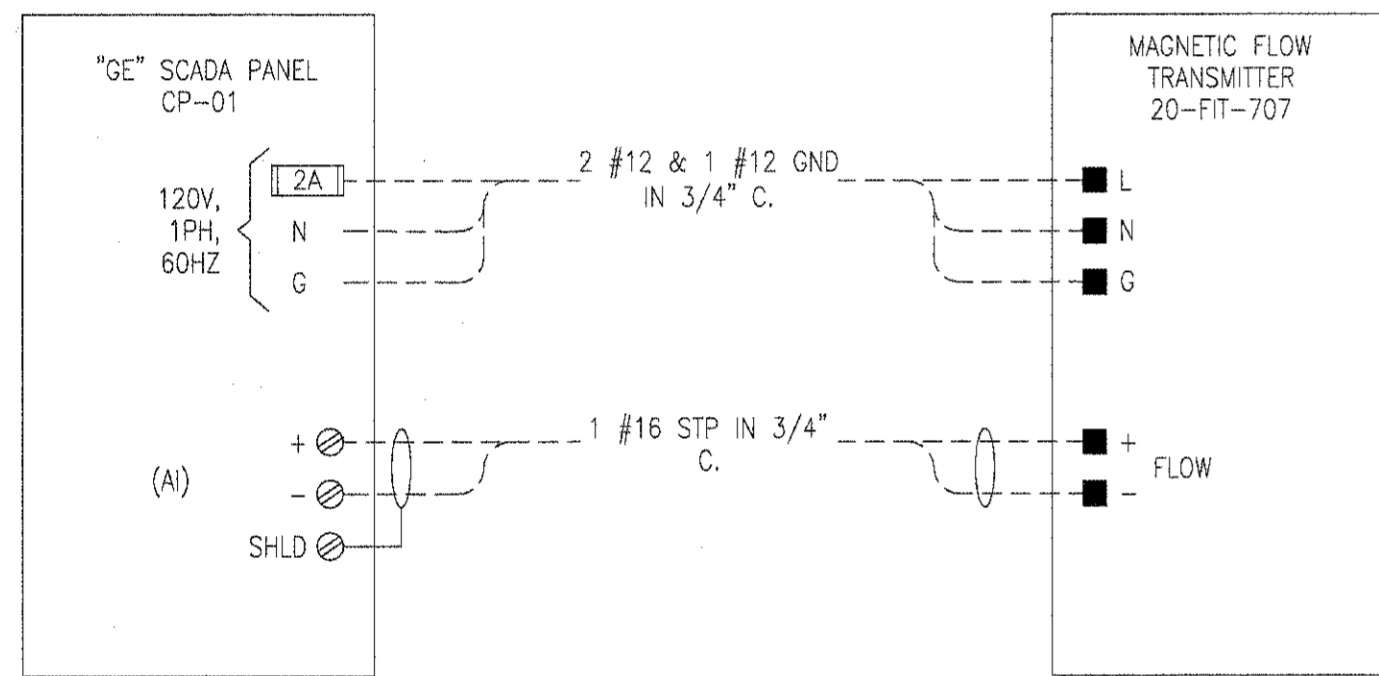 "GE" SCADA PANEL
CP-01
120V,
1PH,
60HZ
2A
N
G
2 #12 & 1 #12 GND
IN 3/4" C.
MAGNETIC FLOW
TRANSMITTER
20-FIT-707
L
N
G
(AI)
+
-
SHLD
1 #16 STP IN 3/4"
C.
+
-
FLOW